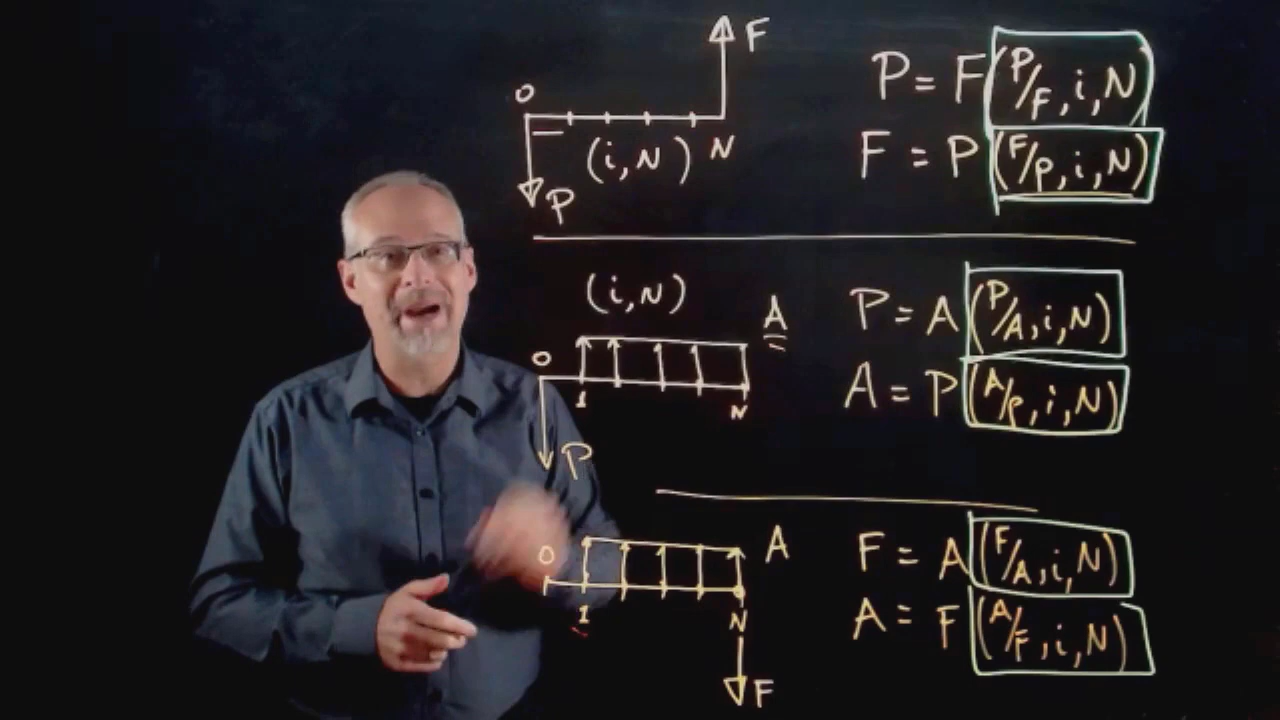 F
P = F (P/F, i, N)
0
(i, N) N
F = P (F/P, i, N)
P
(i, N)
A
P = A (P/A, i, N)
0
1 N
A = P (A/P, i, N)
P
A
F = A (F/A, i, N)
0
1 N
A = F (A/F, i, N)
F